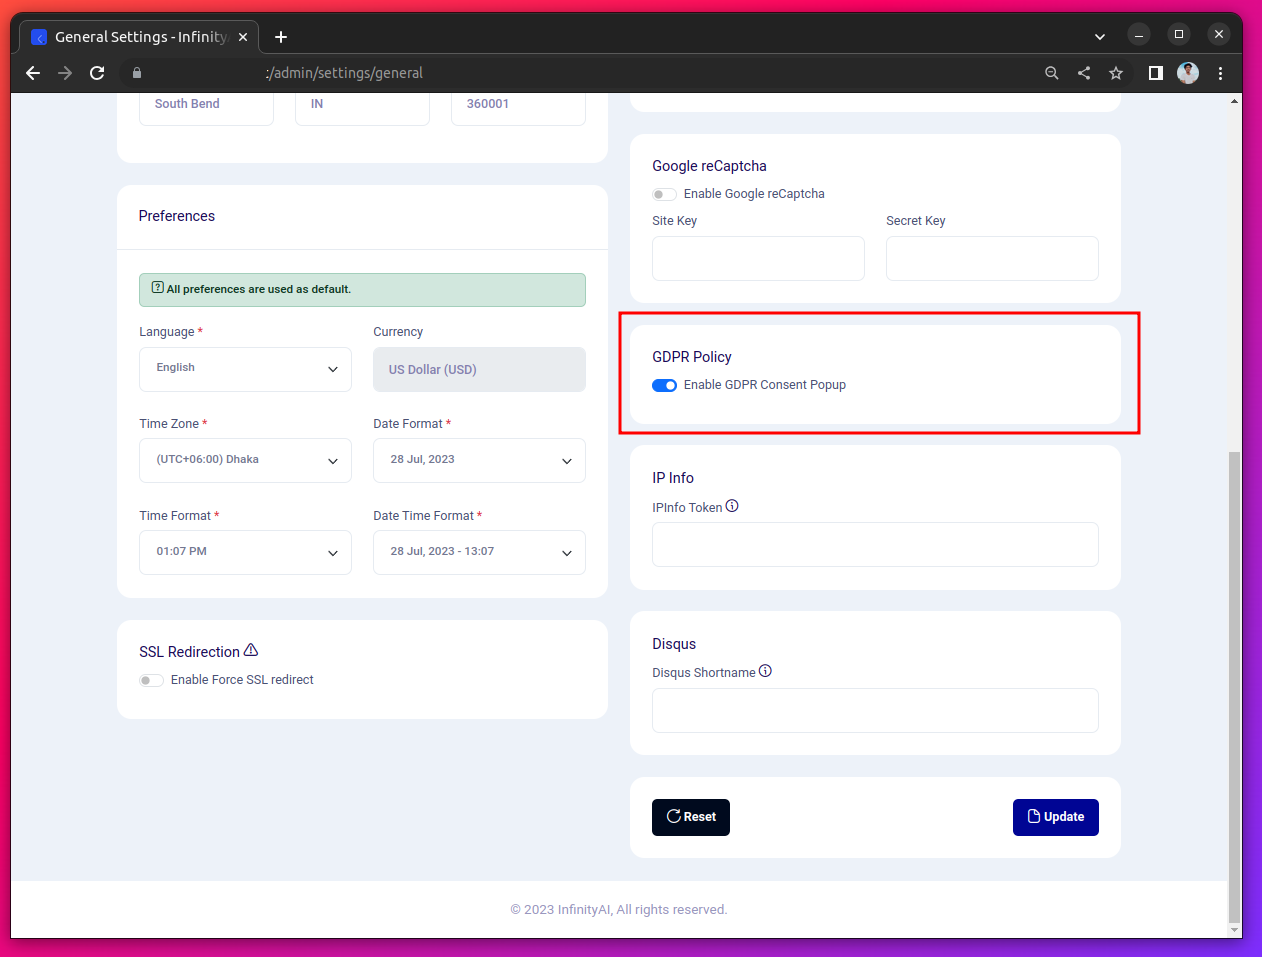 General Settings - Infinity
:/admin/settings/general
South Bend
IN
360001
Preferences
All preferences are used as default.
Language *
Currency
English
US Dollar (USD)
Time Zone *
Date Format *
(UTC+06:00) Dhaka
28 Jul, 2023
Time Format *
Date Time Format *
01:07 PM
28 Jul, 2023 - 13:07
SSL Redirection
Enable Force SSL redirect
Google reCaptcha
Enable Google reCaptcha
Site Key
Secret Key
GDPR Policy
Enable GDPR Consent Popup
IP Info
IPInfo Token
Disqus
Disqus Shortname
Reset
Update
© 2023 InfinityAI, All rights reserved.